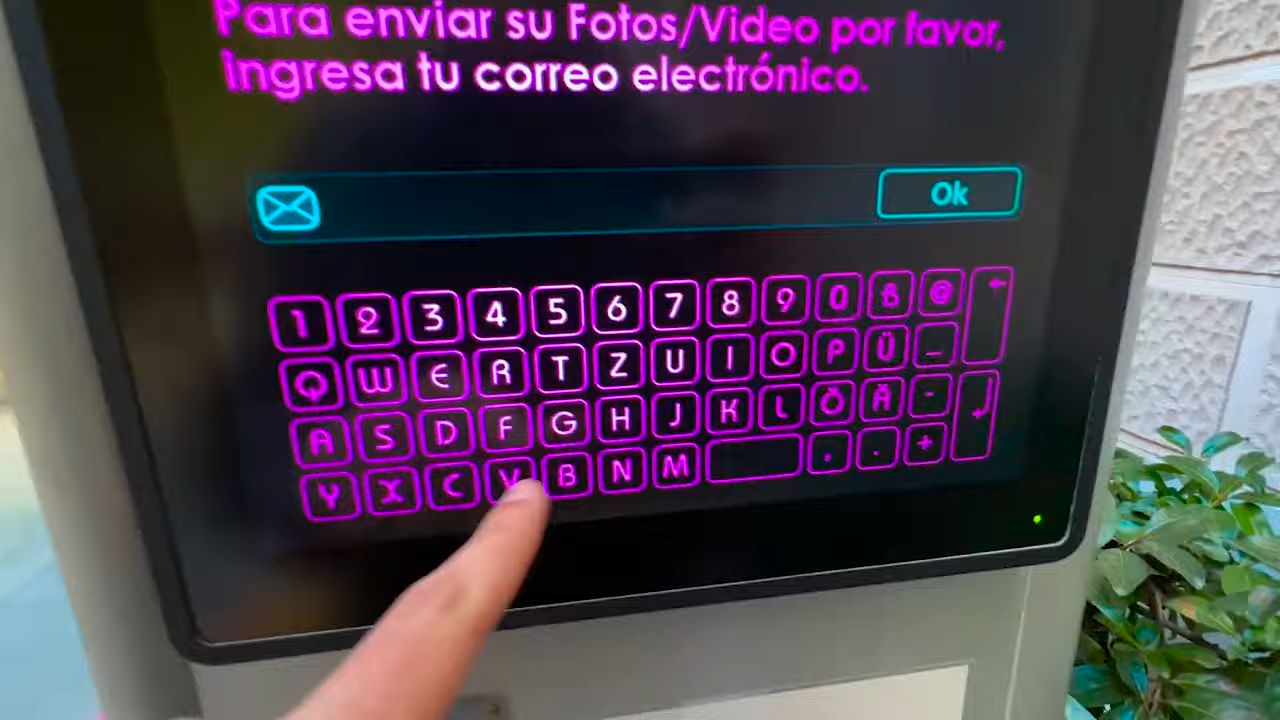 Para enviar su Fotos/Video por favor,
ingresa tu correo electrónico.
Ok
1 2 3 4 5 6 7 8 9 0 ß @ ←
Q W E R T Z U I O P Ü _
A S D F G H J K L Ö Ä - ↵
Y X C V B N M . +